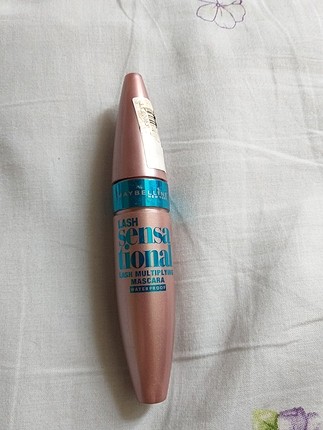 MAYBELLINE
NEW YORK
LASH
sensa
tional
LASH MULTIPLYING
MASCARA
WATERPROOF